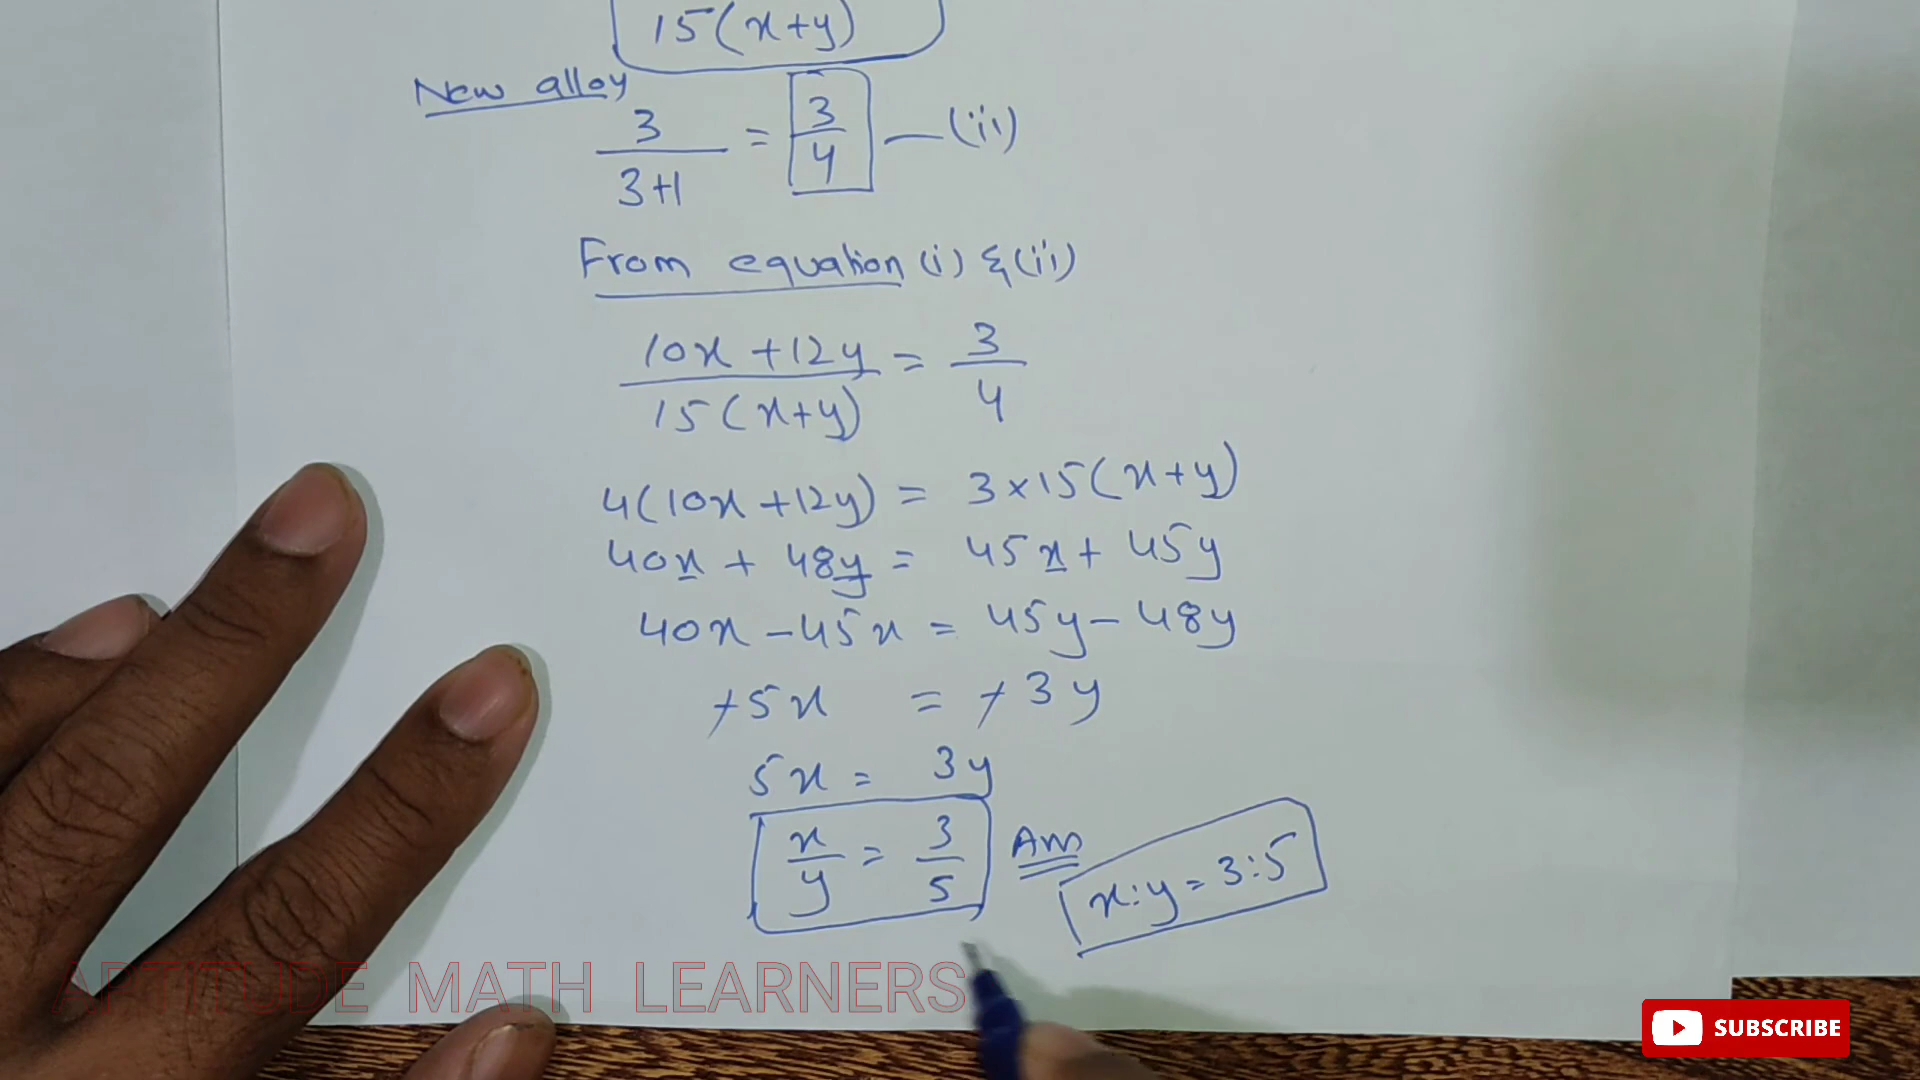 15(x+y)
New alloy
3/(3+1) = 3/4 — (ii)
From equation (i) & (ii)
(10x + 12y)/(15(x+y)) = 3/4
4(10x + 12y) = 3 × 15(x+y)
40x + 48y = 45x + 45y
40x - 45x = 45y - 48y
+5x = +3y
5x = 3y
x/y = 3/5 Ans
x:y = 3:5
APTITUDE MATH LEARNERS
SUBSCRIBE